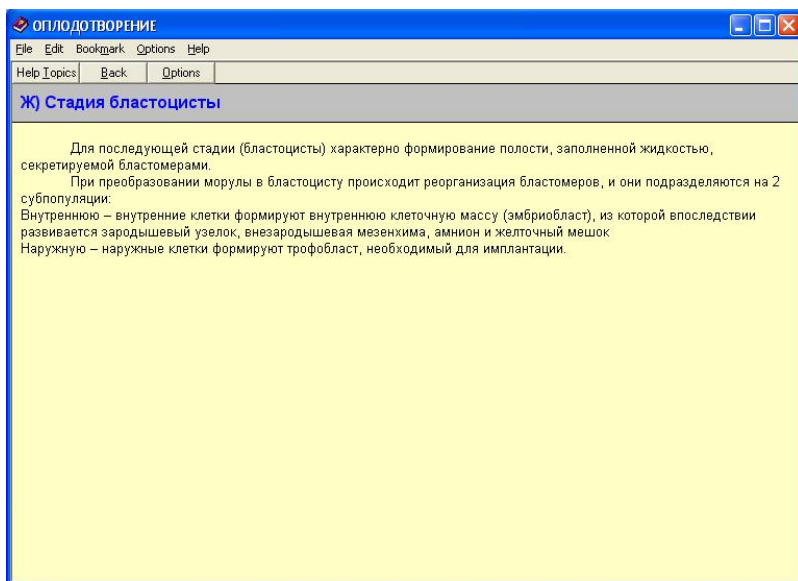 ОПЛОДОТВОРЕНИЕ
File Edit Bookmark Options Help
Help Topics Back Options
Ж) Стадия бластоцисты
Для последующей стадии (бластоцисты) характерно формирование полости, заполненной жидкостью,
секретируемой бластомерами.
При преобразовании морулы в бластоцисту происходит реорганизация бластомеров, и они подразделяются на 2
субпопуляции:
Внутреннюю – внутренние клетки формируют внутреннюю клеточную массу (эмбриобласт), из которой впоследствии
развивается зародышевый узелок, внезародышевая мезенхима, амнион и желточный мешок
Наружную – наружные клетки формируют трофобласт, необходимый для имплантации.